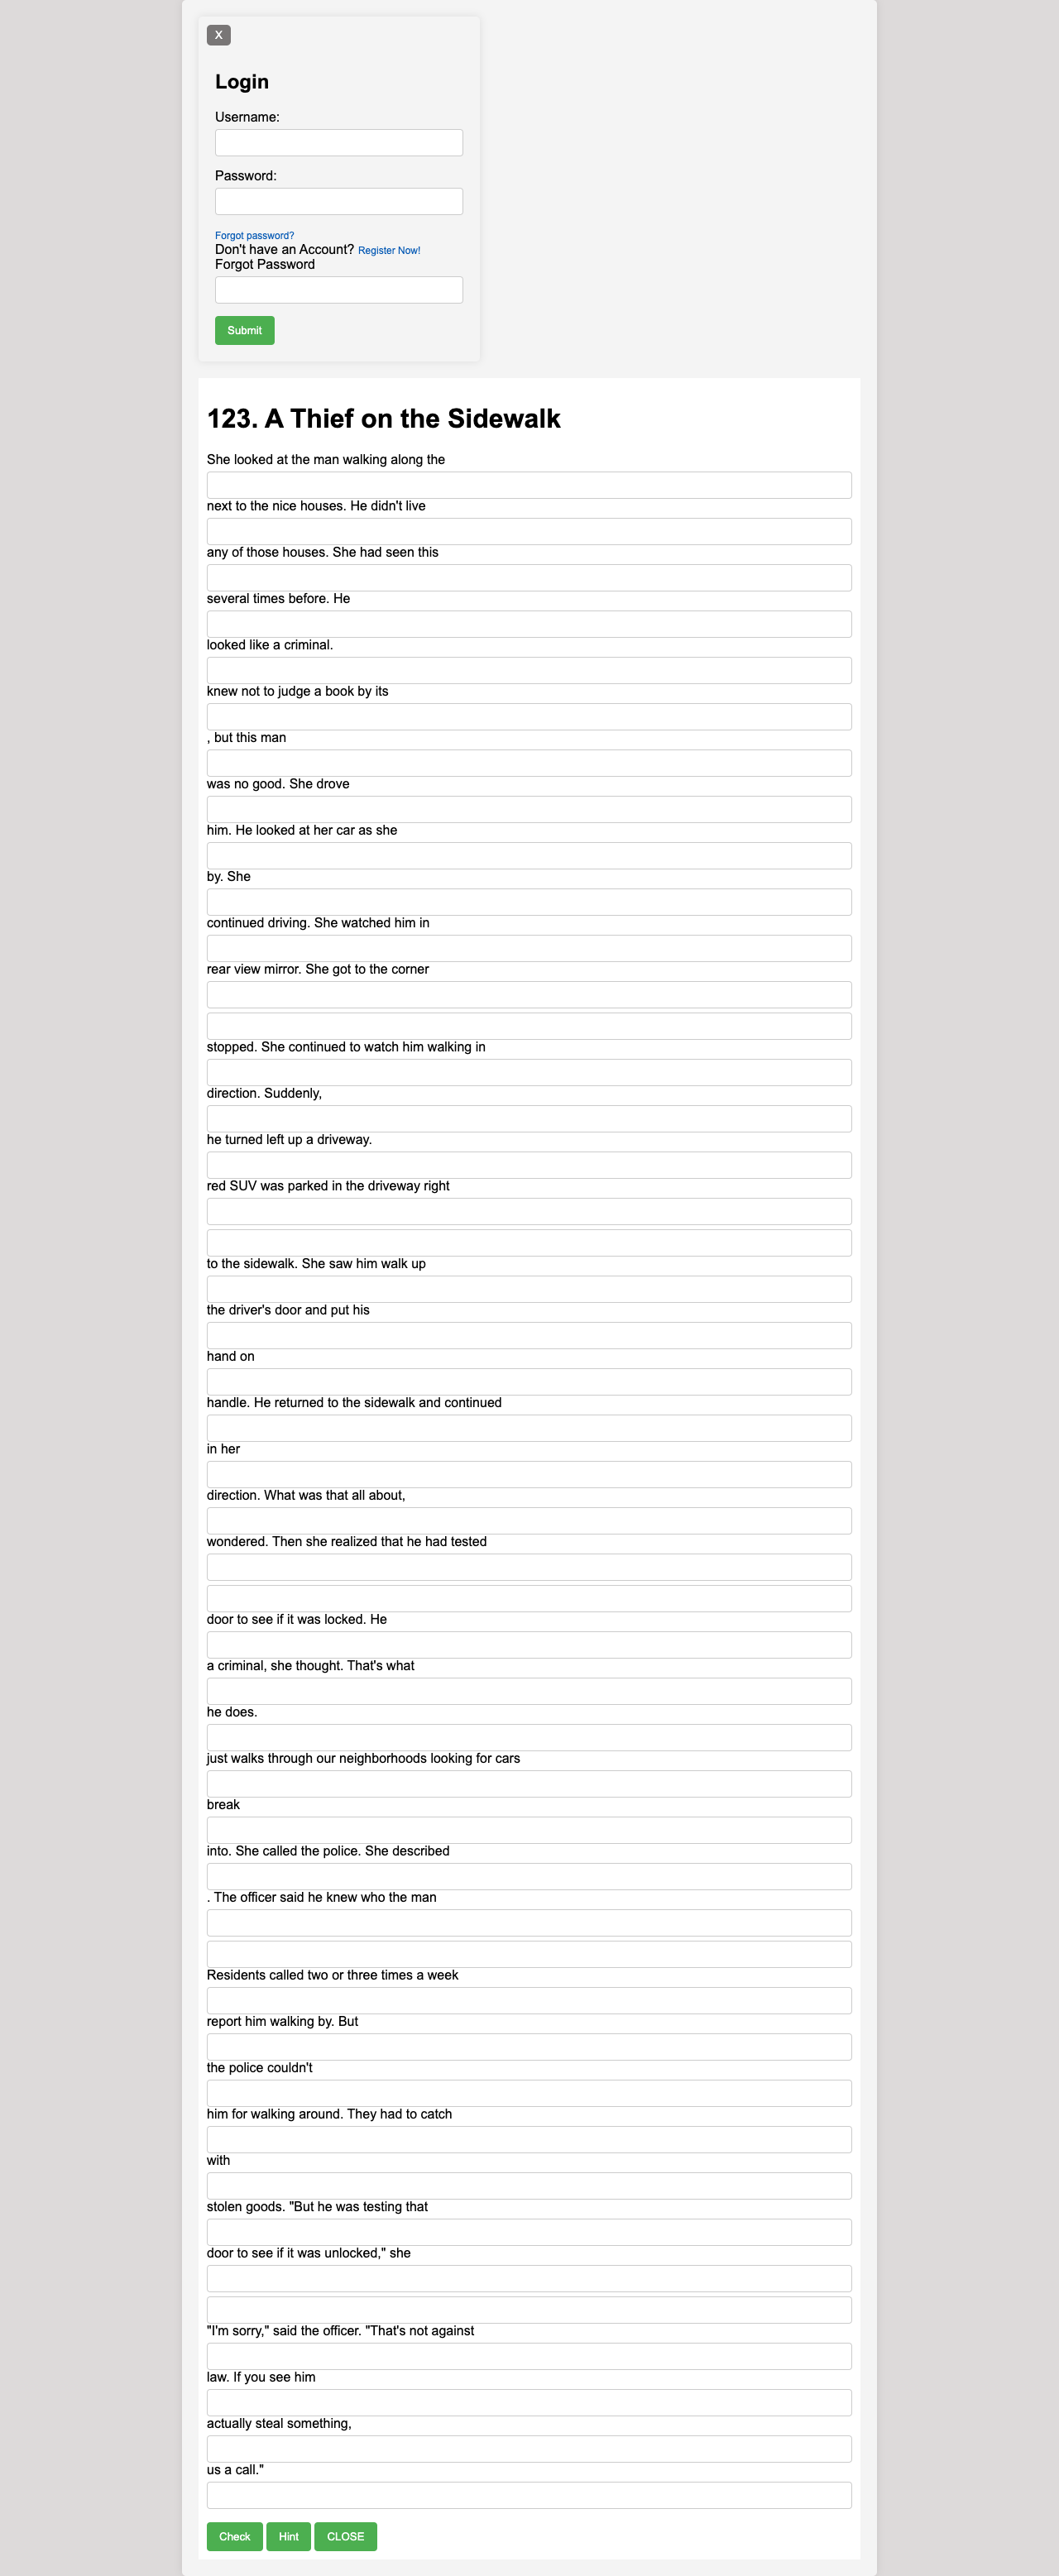 X
Login
Username:
Password:
Forgot password?
Don't have an Account? Register Now!
Forgot Password
Submit
123. A Thief on the Sidewalk
She looked at the man walking along the
next to the nice houses. He didn't live
any of those houses. She had seen this
several times before. He
looked like a criminal.
knew not to judge a book by its
, but this man
was no good. She drove
him. He looked at her car as she
by. She
continued driving. She watched him in
rear view mirror. She got to the corner
stopped. She continued to watch him walking in
direction. Suddenly,
he turned left up a driveway.
red SUV was parked in the driveway right
to the sidewalk. She saw him walk up
the driver's door and put his
hand on
handle. He returned to the sidewalk and continued
in her
direction. What was that all about,
wondered. Then she realized that he had tested
door to see if it was locked. He
a criminal, she thought. That's what
he does.
just walks through our neighborhoods looking for cars
break
into. She called the police. She described
. The officer said he knew who the man
Residents called two or three times a week
report him walking by. But
the police couldn't
him for walking around. They had to catch
with
stolen goods. "But he was testing that
door to see if it was unlocked," she
"I'm sorry," said the officer. "That's not against
law. If you see him
actually steal something,
us a call."
Check Hint CLOSE